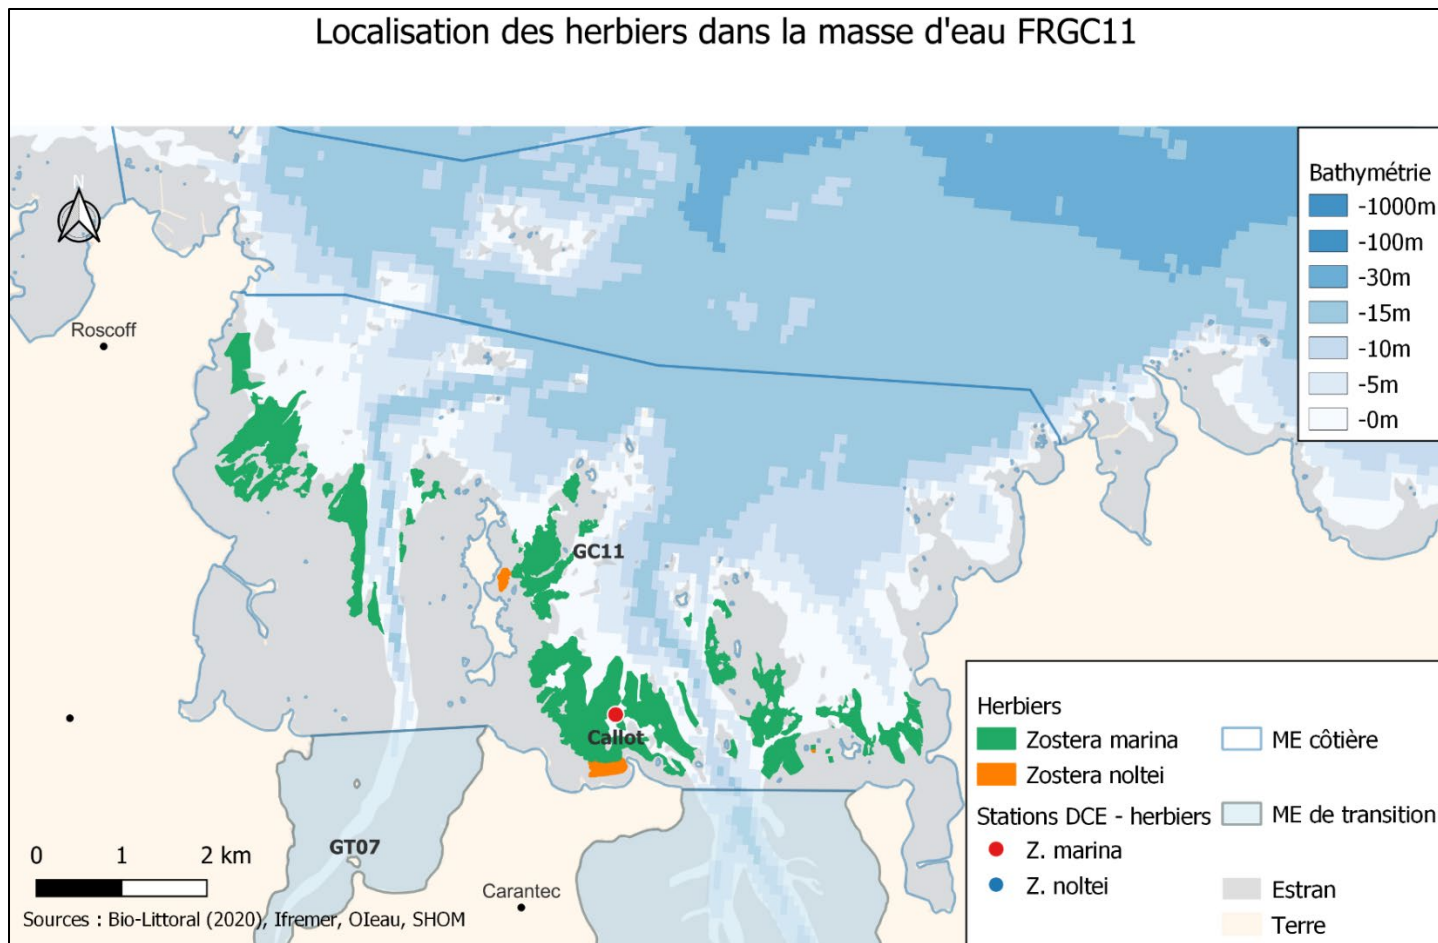 Localisation des herbiers dans la masse d'eau FRGC11
N
Bathymétrie
-1000m
-100m
-30m
-15m
-10m
-5m
-0m
Roscoff
GC11
Callot
GT07
Carantec
0 1 2 km
Sources : Bio-Littoral (2020), Ifremer, OIeau, SHOM
Herbiers
Zostera marina
Zostera noltei
Stations DCE - herbiers
Z. marina
Z. noltei
ME côtière
ME de transition
Estran
Terre